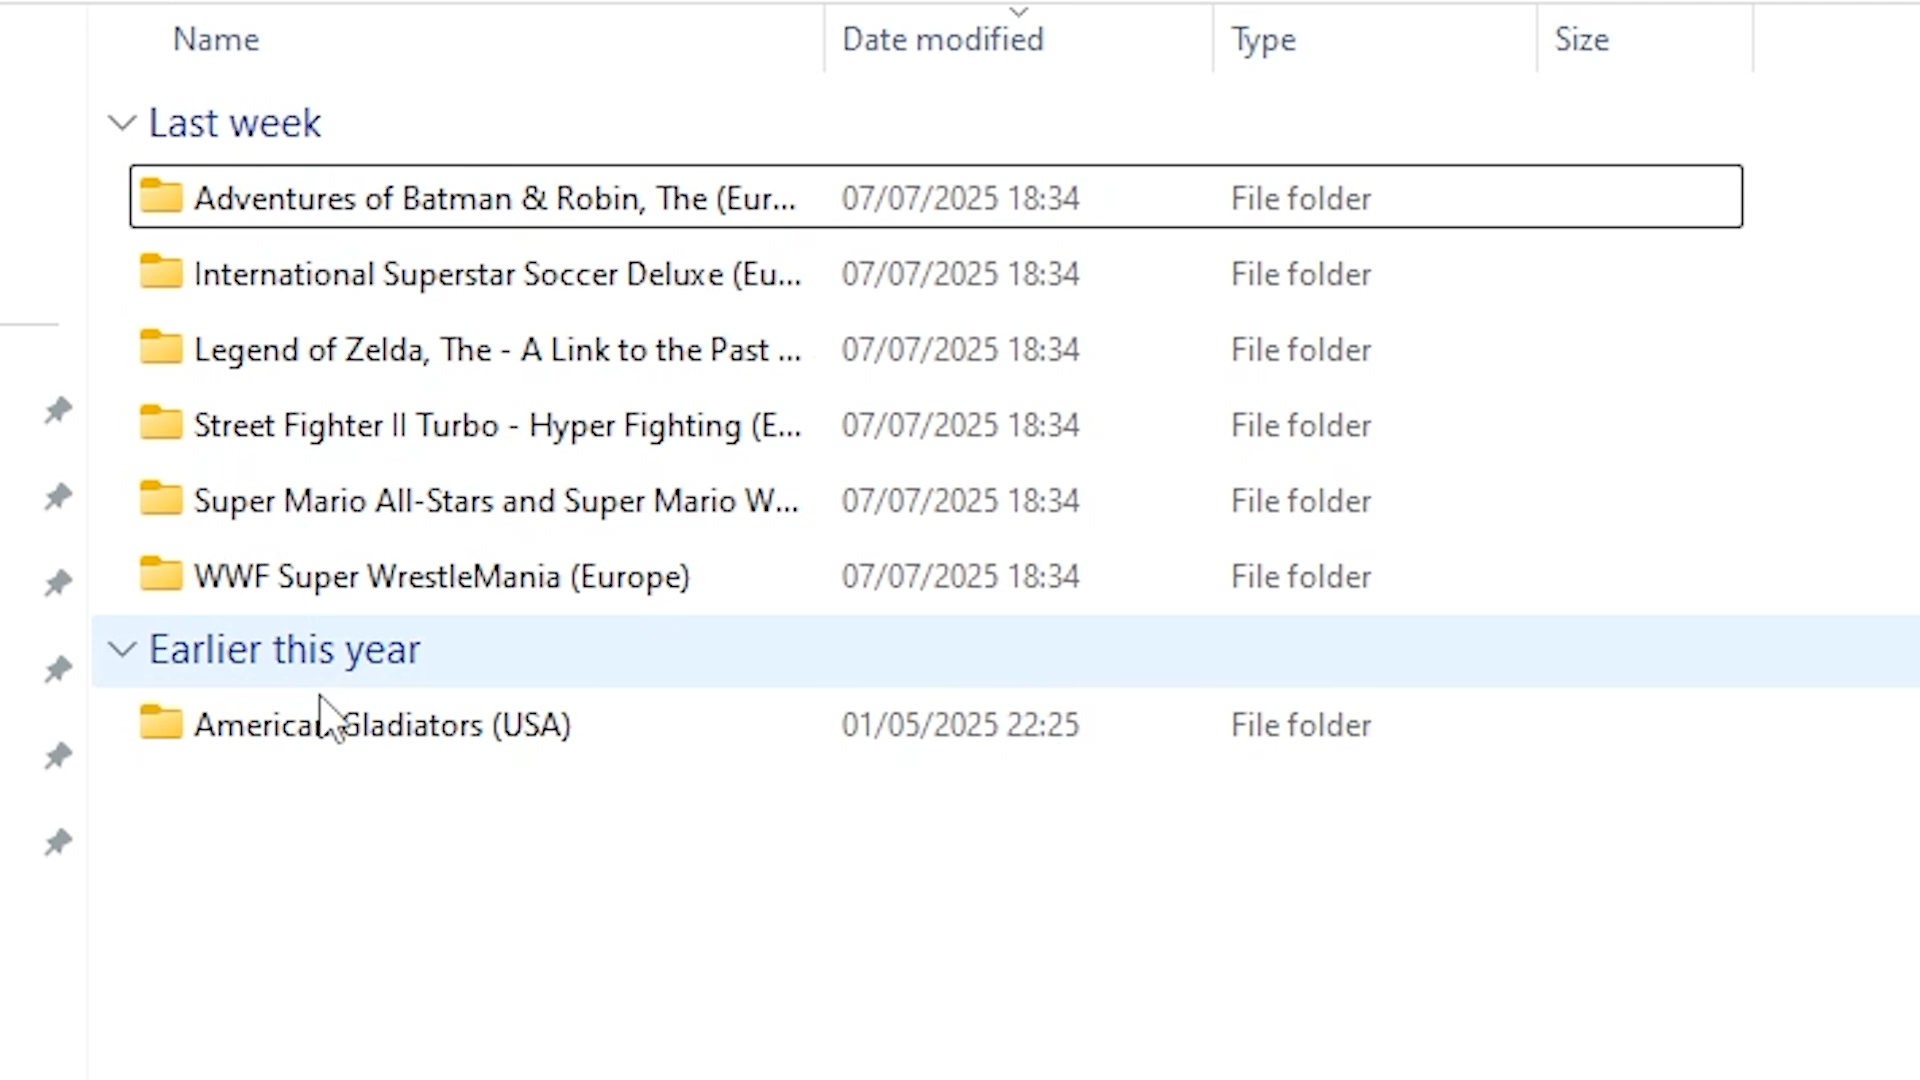 Name Date modified Type Size
Last week
Adventures of Batman & Robin, The (Eur... 07/07/2025 18:34 File folder
International Superstar Soccer Deluxe (Eu... 07/07/2025 18:34 File folder
Legend of Zelda, The - A Link to the Past ... 07/07/2025 18:34 File folder
Street Fighter II Turbo - Hyper Fighting (E... 07/07/2025 18:34 File folder
Super Mario All-Stars and Super Mario W... 07/07/2025 18:34 File folder
WWF Super WrestleMania (Europe) 07/07/2025 18:34 File folder
Earlier this year
American Gladiators (USA) 01/05/2025 22:25 File folder